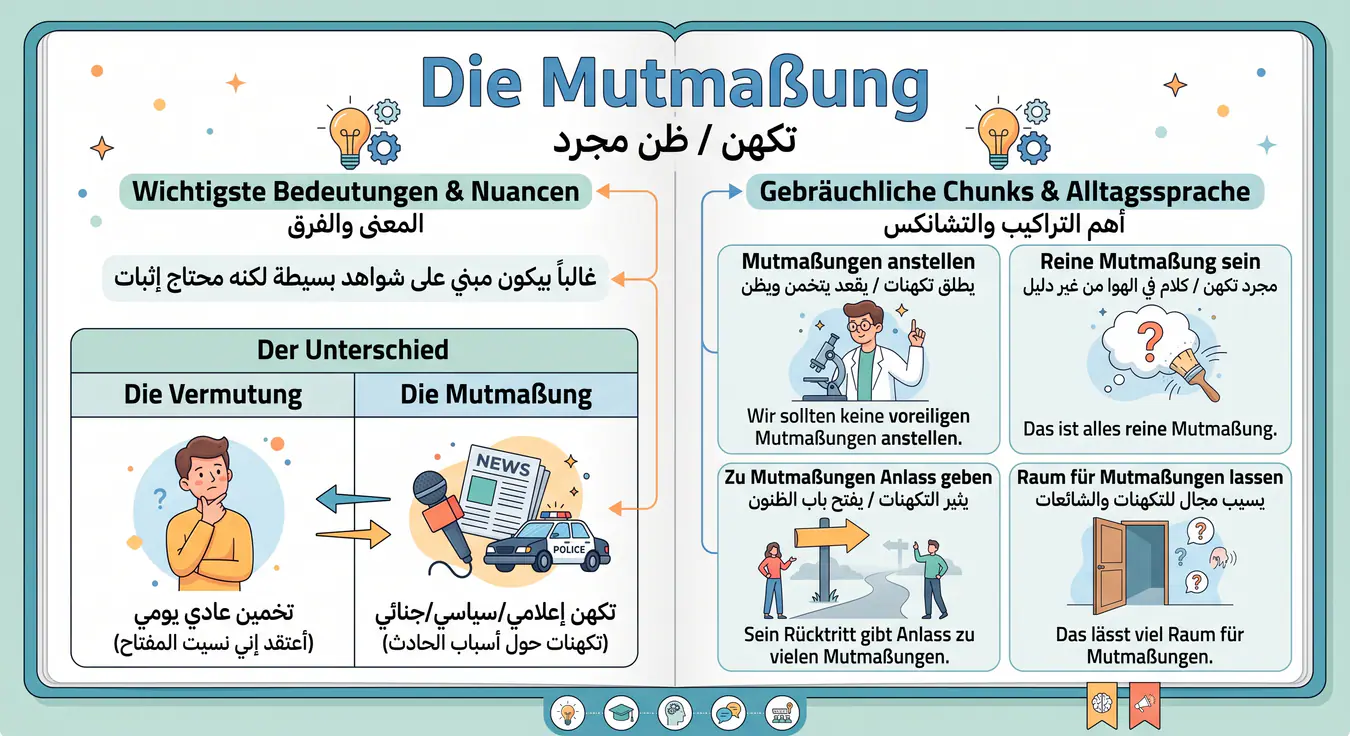 Die Mutmaßung
تكهن / ظن مجرد
Wichtigste Bedeutungen & Nuancen
المعنى والفرق
غالباً بيكون مبني على شواهد بسيطة لكنه محتاج إثبات
Der Unterschied
Die Vermutung
Die Mutmaßung
?
NEWS
POLICE
تخمين عادي يومي
(أعتقد إني نسيت المفتاح)
تكهن إعلامي/سياسي/جنائي
(تكهنات حول أسباب الحادث)
Gebräuchliche Chunks & Alltagssprache
أهم التراكيب والتشانكس
Mutmaßungen anstellen
يطلق تكهنات / يقعد يتخمن ويظن
Wir sollten keine voreiligen
Mutmaßungen anstellen.
Reine Mutmaßung sein
مجرد تكهن / كلام في الهوا من غير دليل
?
Das ist alles reine Mutmaßung.
Zu Mutmaßungen Anlass geben
يثير التكهنات / يفتح باب الظنون
Sein Rücktritt gibt Anlass zu
vielen Mutmaßungen.
Raum für Mutmaßungen lassen
يسيب مجال للتكهنات والشائعات
?
?
?
Das lässt viel Raum für
Mutmaßungen.